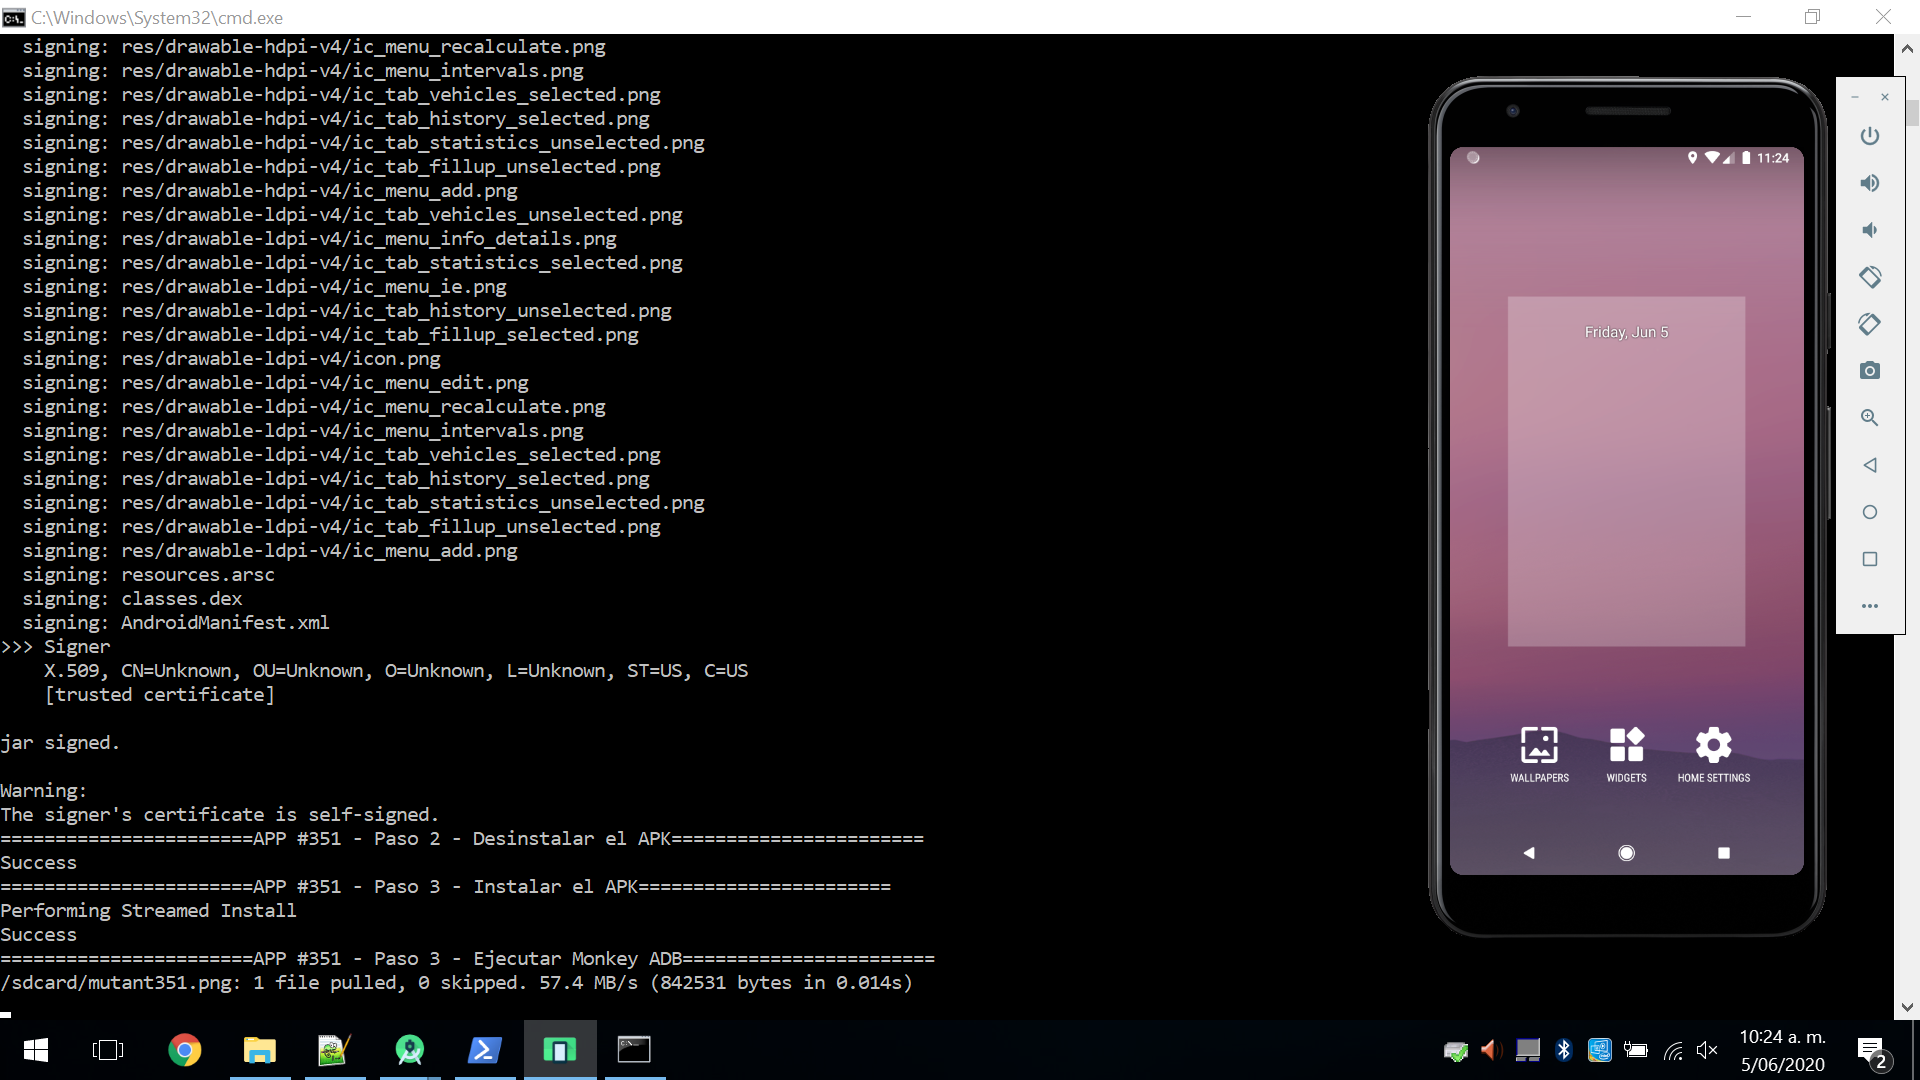 C:\Windows\System32\cmd.exe
signing: res/drawable-hdpi-v4/ic_menu_recalculate.png
signing: res/drawable-hdpi-v4/ic_menu_intervals.png
signing: res/drawable-hdpi-v4/ic_tab_vehicles_selected.png
signing: res/drawable-hdpi-v4/ic_tab_history_selected.png
signing: res/drawable-hdpi-v4/ic_tab_statistics_unselected.png
signing: res/drawable-hdpi-v4/ic_tab_fillup_unselected.png
signing: res/drawable-hdpi-v4/ic_menu_add.png
signing: res/drawable-ldpi-v4/ic_tab_vehicles_unselected.png
signing: res/drawable-ldpi-v4/ic_menu_info_details.png
signing: res/drawable-ldpi-v4/ic_tab_statistics_selected.png
signing: res/drawable-ldpi-v4/ic_menu_ie.png
signing: res/drawable-ldpi-v4/ic_tab_history_unselected.png
signing: res/drawable-ldpi-v4/ic_tab_fillup_selected.png
signing: res/drawable-ldpi-v4/icon.png
signing: res/drawable-ldpi-v4/ic_menu_edit.png
signing: res/drawable-ldpi-v4/ic_menu_recalculate.png
signing: res/drawable-ldpi-v4/ic_menu_intervals.png
signing: res/drawable-ldpi-v4/ic_tab_vehicles_selected.png
signing: res/drawable-ldpi-v4/ic_tab_history_selected.png
signing: res/drawable-ldpi-v4/ic_tab_statistics_unselected.png
signing: res/drawable-ldpi-v4/ic_tab_fillup_unselected.png
signing: res/drawable-ldpi-v4/ic_menu_add.png
signing: resources.arsc
signing: classes.dex
signing: AndroidManifest.xml
>>> Signer
X.509, CN=Unknown, OU=Unknown, O=Unknown, L=Unknown, ST=US, C=US
[trusted certificate]
jar signed.
Warning:
The signer's certificate is self-signed.
=======================APP #351 - Paso 2 - Desinstalar el APK=======================
Success
=======================APP #351 - Paso 3 - Instalar el APK=======================
Performing Streamed Install
Success
=======================APP #351 - Paso 3 - Ejecutar Monkey ADB=======================
/sdcard/mutant351.png: 1 file pulled, 0 skipped. 57.4 MB/s (842531 bytes in 0.014s)
11:24
Friday, Jun 5
WALLPAPERS
WIDGETS
HOME SETTINGS
10:24 a. m.
5/06/2020
2